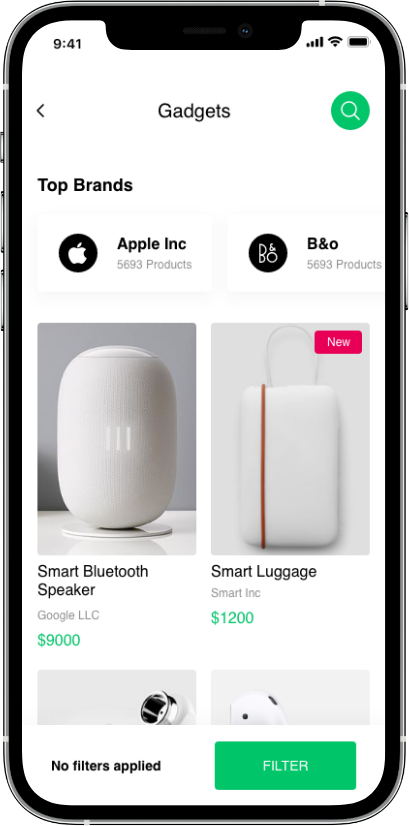 9:41
Gadgets
Top Brands
Apple Inc
5693 Products
B&O
B&o
5693 Products
New
Smart Bluetooth
Speaker
Google LLC
$9000
Smart Luggage
Smart Inc
$1200
No filters applied
FILTER